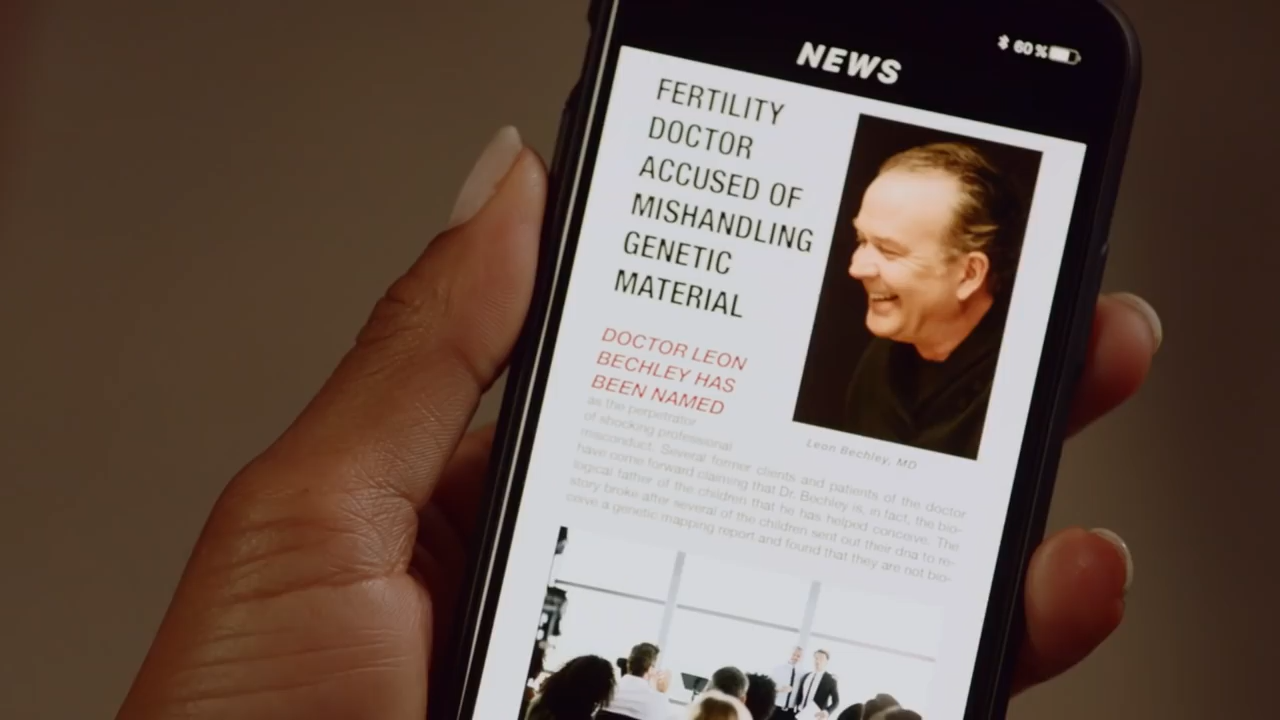 60%
NEWS
FERTILITY
DOCTOR
ACCUSED OF
MISHANDLING
GENETIC
MATERIAL
DOCTOR LEON
BECHLEY HAS
BEEN NAMED
as the perpetrator
of shocking professional
misconduct. Several former clients and patients of the doctor
have come forward claiming that Dr. Bechley is, in fact, the bio-
logical father of the children that he has helped conceive. The
story broke after several of the children sent out their dna to re-
ceive a genetic mapping report and found that they are not bio-
Leon Bechley, MD